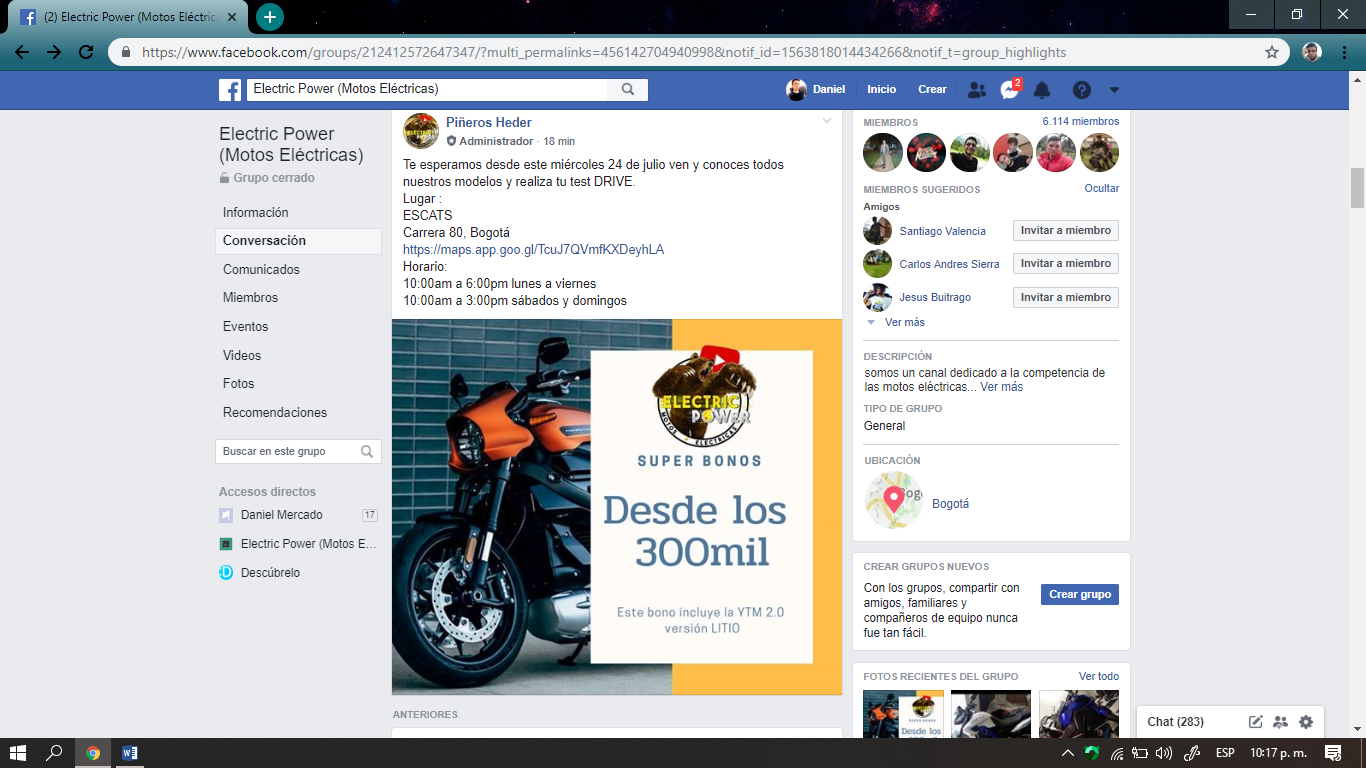 (2) Electric Power (Motos Eléctric
https://www.facebook.com/groups/212412572647347/?multi_permalinks=456142704940998&notif_id=1563818014434266&notif_t=group_highlights
Electric Power (Motos Eléctricas)
Daniel
Inicio
Crear
2
Electric Power
(Motos Eléctricas)
Grupo cerrado
Información
Conversación
Comunicados
Miembros
Eventos
Videos
Fotos
Recomendaciones
Buscar en este grupo
Accesos directos
Daniel Mercado 17
Electric Power (Motos E...
Descúbrelo
Piñeros Heder
Administrador · 18 min
Te esperamos desde este miércoles 24 de julio ven y conoces todos
nuestros modelos y realiza tu test DRIVE.
Lugar :
ESCATS
Carrera 80, Bogotá
https://maps.app.goo.gl/TcuJ7QVmfKXDeyhLA
Horario:
10:00am a 6:00pm lunes a viernes
10:00am a 3:00pm sábados y domingos
ELECTRIC
POWER
MOTOS ELECTRICAS
SUPER BONOS
Desde los
300mil
Este bono incluye la YTM 2.0
versión LITIO
ANTERIORES
MIEMBROS
6.114 miembros
MIEMBROS SUGERIDOS
Ocultar
Amigos
Santiago Valencia
Invitar a miembro
Carlos Andres Sierra
Invitar a miembro
Jesus Buitrago
Invitar a miembro
Ver más
DESCRIPCIÓN
somos un canal dedicado a la competencia de
las motos eléctricas... Ver más
TIPO DE GRUPO
General
UBICACIÓN
Bogotá
CREAR GRUPOS NUEVOS
Con los grupos, compartir con
amigos, familiares y
compañeros de equipo nunca
fue tan fácil.
Crear grupo
FOTOS RECIENTES DEL GRUPO
Ver todo
SUPER BONOS
Desde los
300mil
Chat (283)
ESP
10:17 p. m.